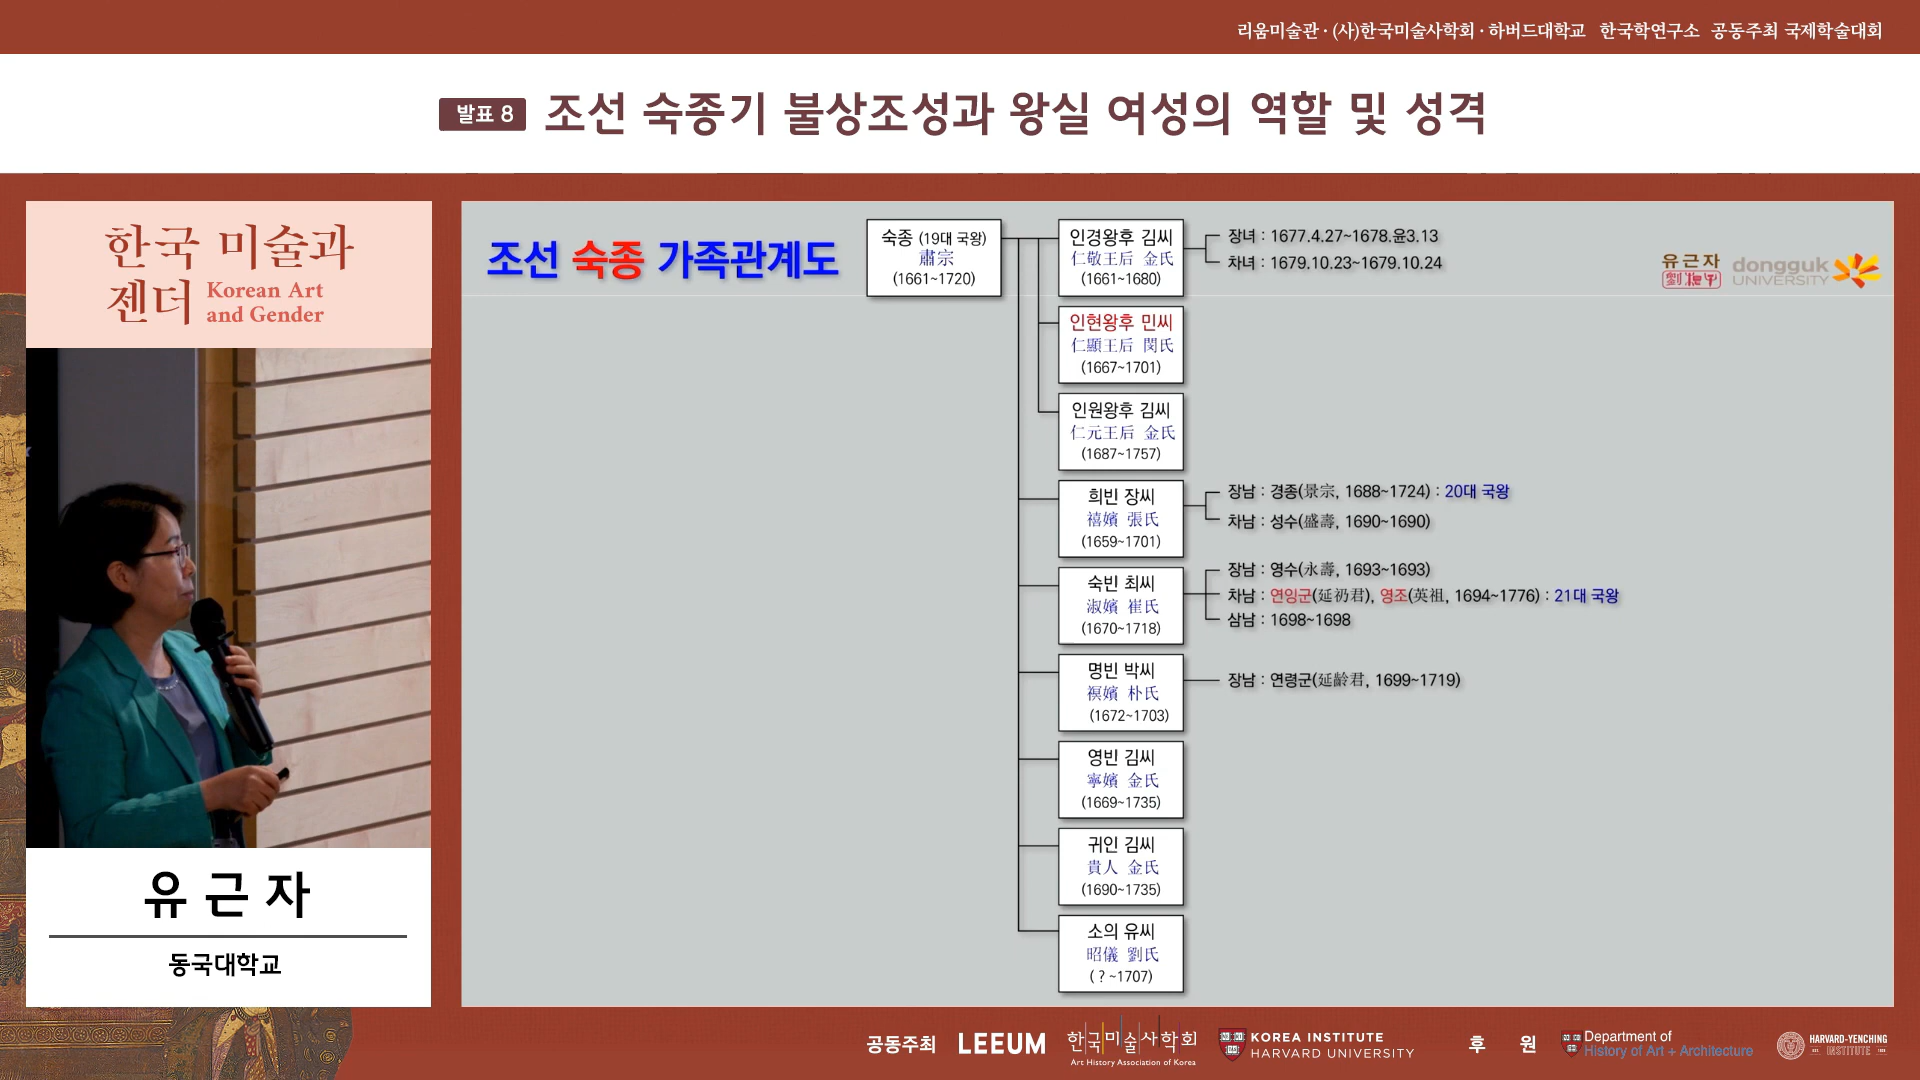 리움미술관 · (사)한국미술사학회 · 하버드대학교 한국학연구소 공동주최 국제학술대회
발표 8 조선 숙종기 불상조성과 왕실 여성의 역할 및 성격
한국 미술과
젠더 Korean Art
and Gender
유근자
동국대학교
조선 숙종 가족관계도
숙종 (19대 국왕)
肅宗
(1661~1720)
인경왕후 김씨
仁敬王后 金氏
(1661~1680)
장녀 : 1677.4.27~1678.윤3.13
차녀 : 1679.10.23~1679.10.24
유근자
dongguk
UNIVERSITY
인현왕후 민씨
仁顯王后 閔氏
(1667~1701)
인원왕후 김씨
仁元王后 金氏
(1687~1757)
희빈 장씨
禧嬪 張氏
(1659~1701)
장남 : 경종(景宗, 1688~1724) : 20대 국왕
차남 : 성수(盛壽, 1690~1690)
숙빈 최씨
淑嬪 崔氏
(1670~1718)
장남 : 영수(永壽, 1693~1693)
차남 : 연잉군(延礽君), 영조(英祖, 1694~1776) : 21대 국왕
삼남 : 1698~1698
명빈 박씨
䄙嬪 朴氏
(1672~1703)
장남 : 연령군(延齡君, 1699~1719)
영빈 김씨
寧嬪 金氏
(1669~1735)
귀인 김씨
貴人 金氏
(1690~1735)
소의 유씨
昭儀 劉氏
( ? ~1707)
공동주최
LEEUM
한국미술사학회
Art History Association of Korea
KOREA INSTITUTE
HARVARD UNIVERSITY
후 원
Department of
History of Art + Architecture
HARVARD-YENCHING
INSTITUTE